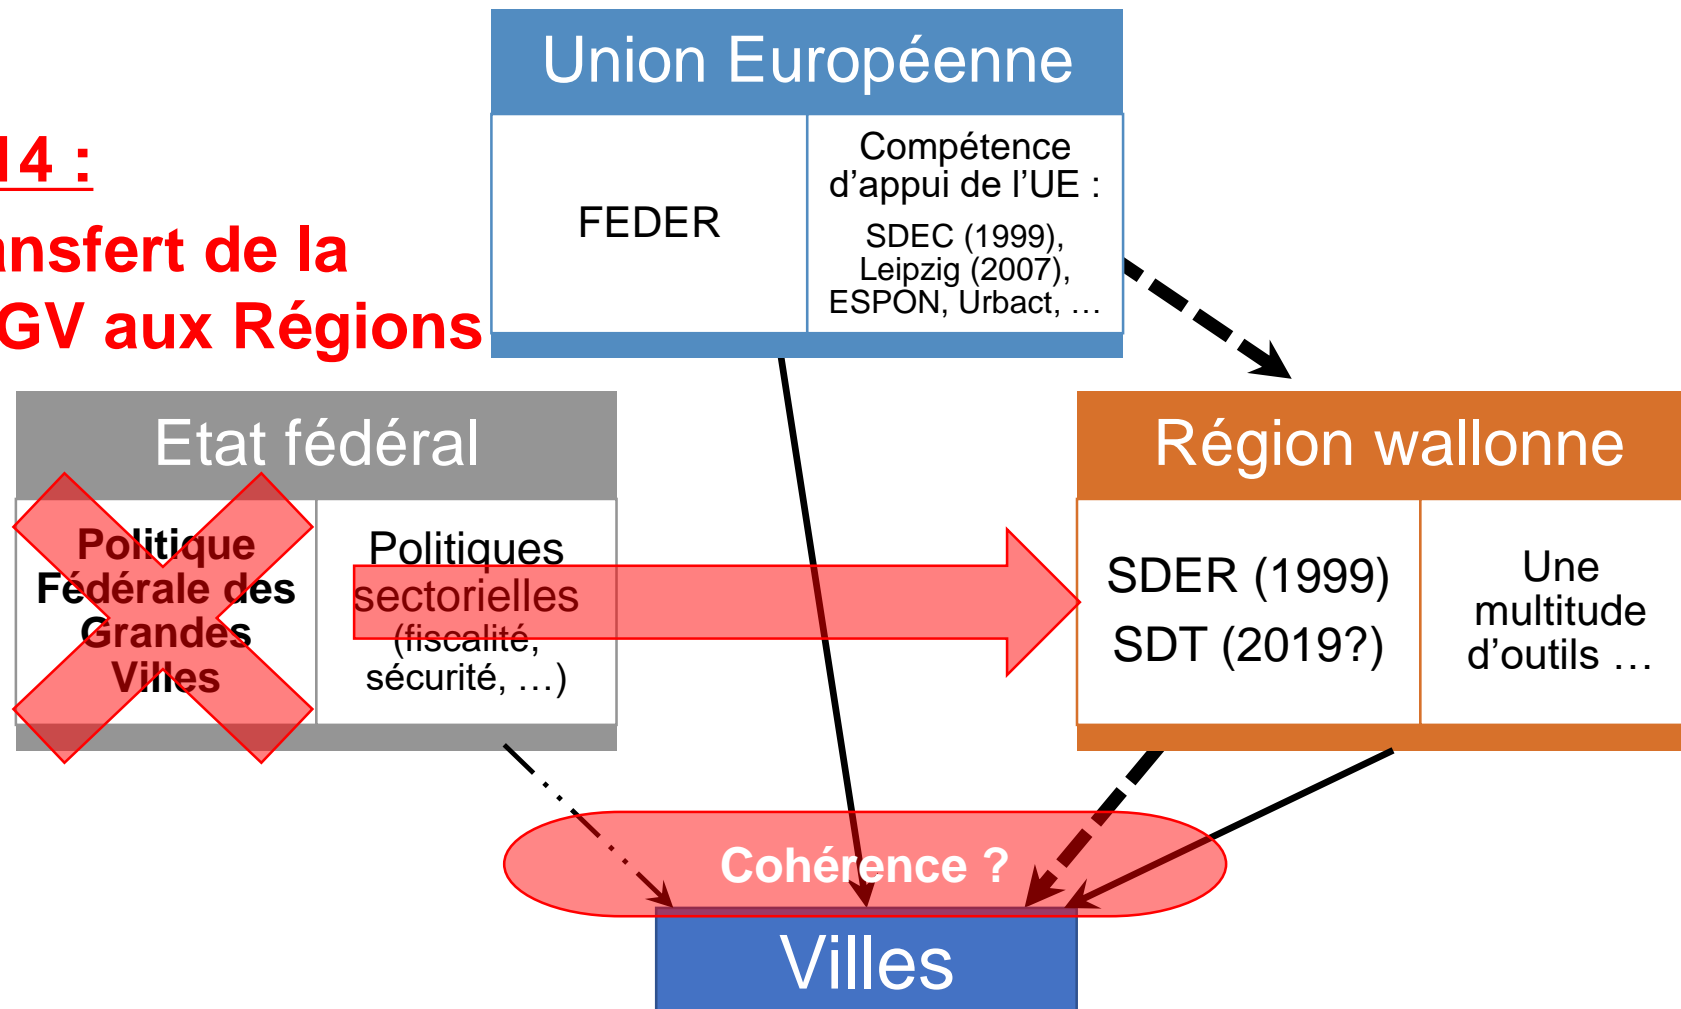 Union Européenne
FEDER
Compétence
d’appui de l’UE :
SDEC (1999),
Leipzig (2007),
ESPON, Urbact, …
14 :
ansfert de la
GV aux Régions
Etat fédéral
Politique
Fédérale des
Grandes
Villes
Politiques
sectorielles
(fiscalité,
sécurité, …)
Région wallonne
SDER (1999)
SDT (2019?)
Une
multitude
d’outils …
Cohérence ?
Villes